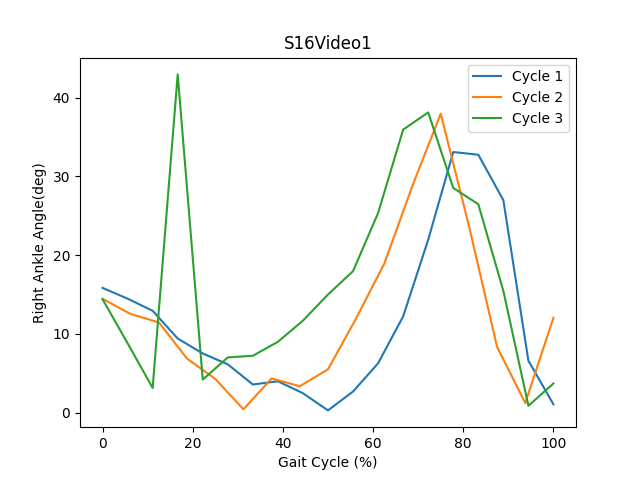 S16Video1
Cycle 1
Cycle 2
Cycle 3
Right Ankle Angle(deg)
40
30
20
10
0
0 20 40 60 80 100
Gait Cycle (%)